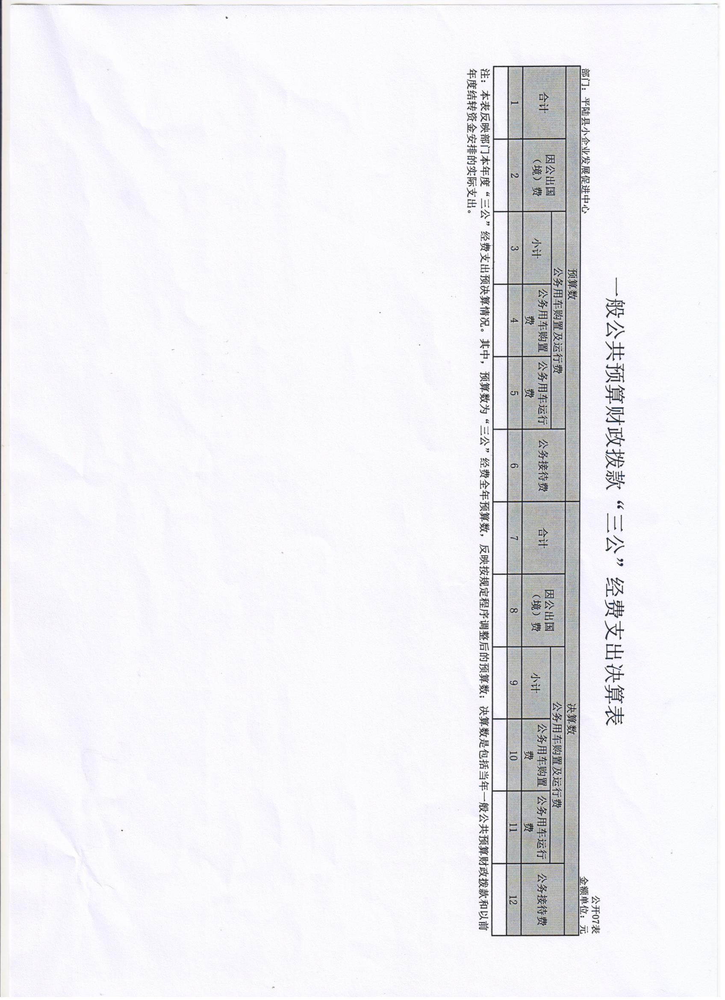 一般公共预算财政拨款“三公”经费支出决算表
公开07表
部门：平陆县小企业发展促进中心
金额单位：元
预算数 决算数
合计 因公出国（境）费 公务用车购置及运行费 公务接待费 合计 因公出国（境）费 公务用车购置及运行费 公务接待费
小计 公务用车购置费 公务用车运行费 小计 公务用车购置费 公务用车运行费
1 2 3 4 5 6 7 8 9 10 11 12
注：本表反映部门本年度“三公”经费支出预决算情况。其中，预算数为“三公”经费全年预算数，反映按规定程序调整后的预算数；决算数是包括当年一般公共预算财政拨款和以前
年度结转资金安排的实际支出。